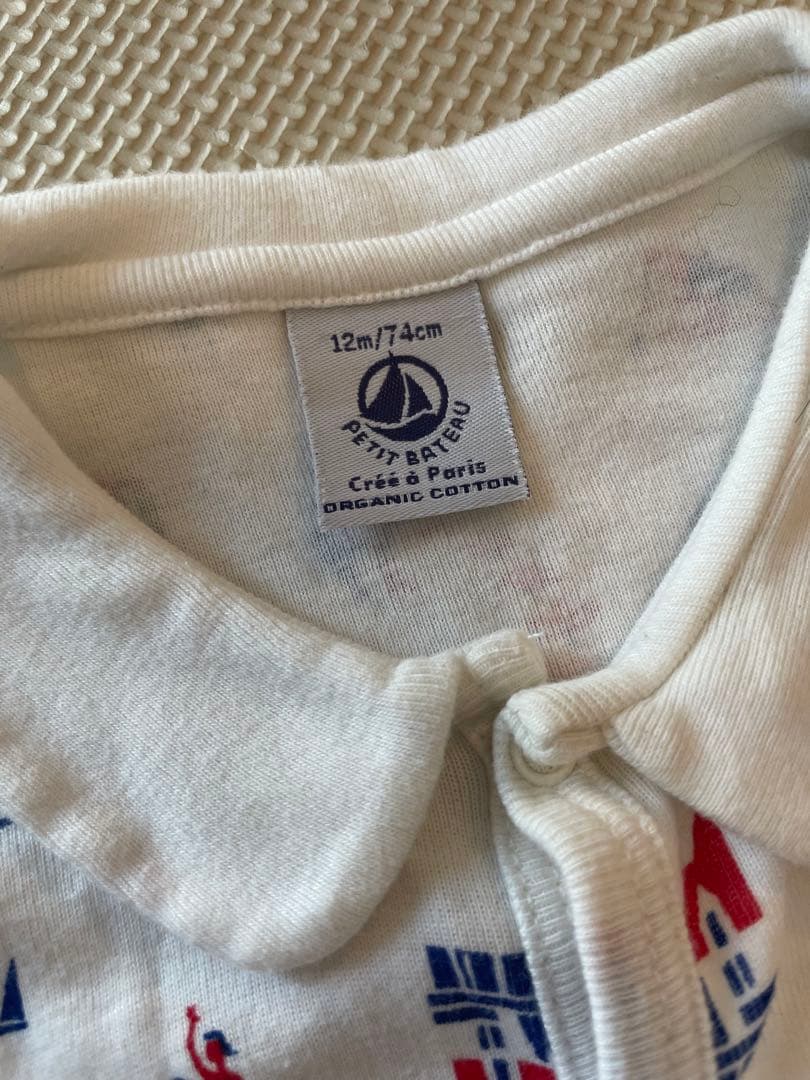 12m/74cm
PETIT BATEAU
Créé à Paris
ORGANIC COTTON